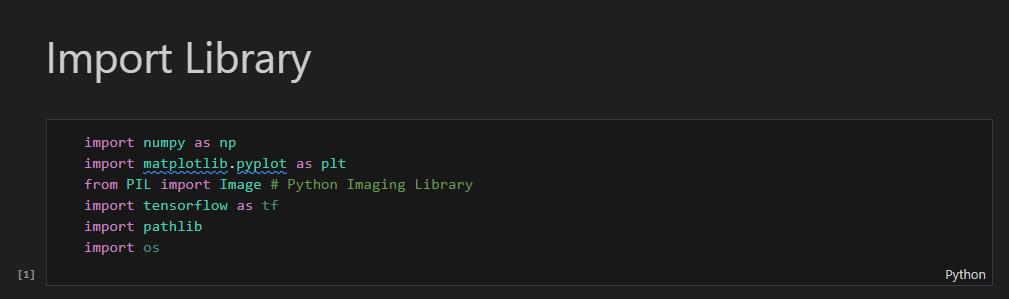 Import Library
import numpy as np
import matplotlib.pyplot as plt
from PIL import Image # Python Imaging Library
import tensorflow as tf
import pathlib
import os
[1]
Python